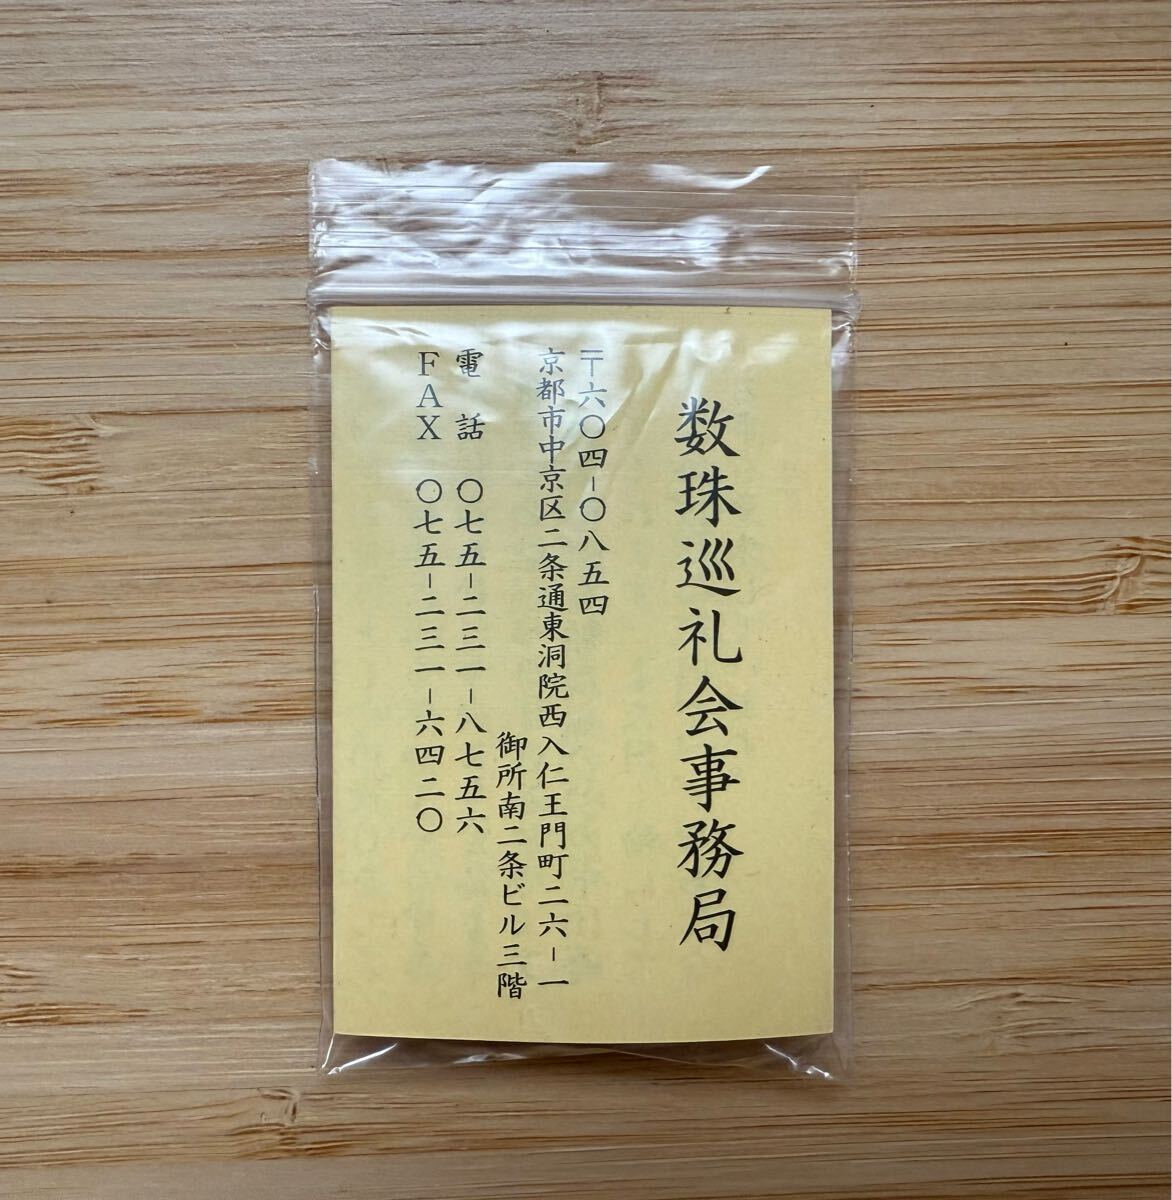 数珠巡礼会事務局
〒六〇四-〇八五四
京都市中京区二条通東洞院西入仁王門町二六-一
御所南二条ビル三階
電話 〇七五-二三一-八七五六
FAX 〇七五-二三一-六四二〇